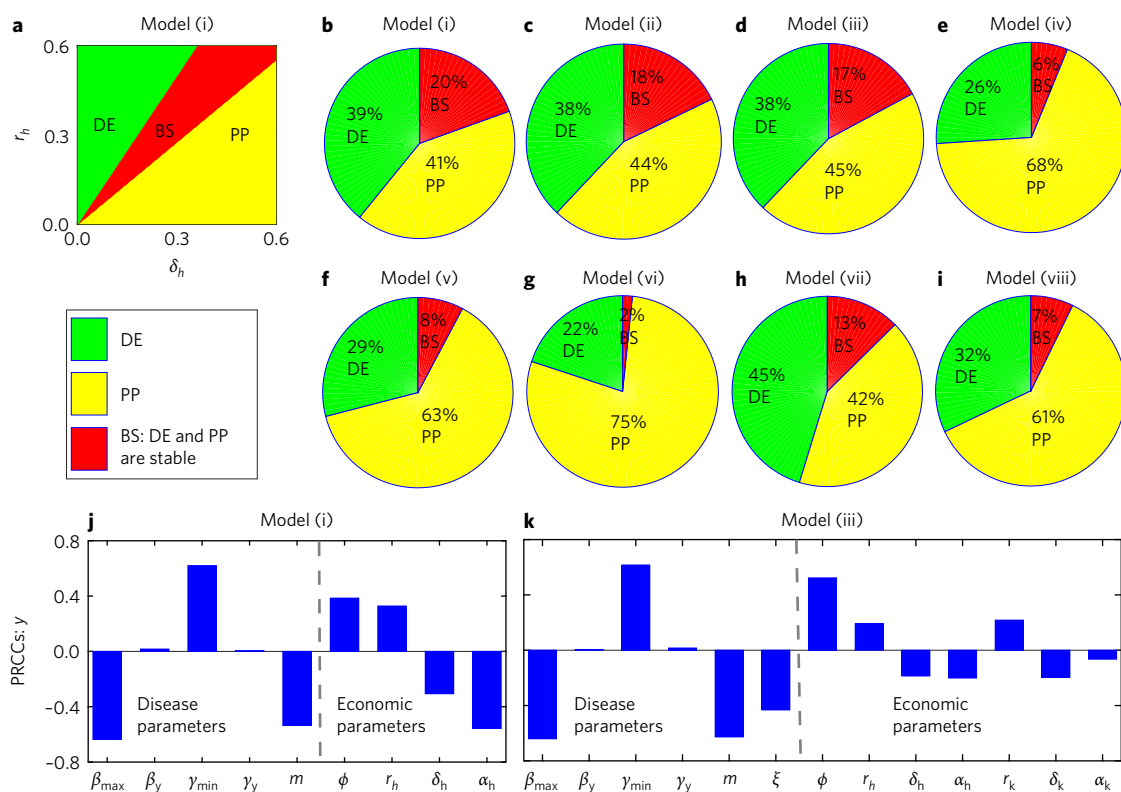 a Model (i)
0.6
0.3
0.0
r_h
DE
BS
PP
0.0 0.3 0.6
δ_h
b Model (i)
20%
BS
39%
DE
41%
PP
c Model (ii)
18%
BS
38%
DE
44%
PP
d Model (iii)
17%
BS
38%
DE
45%
PP
e Model (iv)
6%
BS
26%
DE
68%
PP
DE
PP
BS: DE and PP
are stable
f Model (v)
8%
BS
29%
DE
63%
PP
g Model (vi)
2%
BS
22%
DE
75%
PP
h Model (vii)
13%
BS
45%
DE
42%
PP
i Model (viii)
7%
BS
32%
DE
61%
PP
j Model (i)
PRCCs: y
0.8
0.4
0.0
−0.4
−0.8
Disease
parameters
Economic
parameters
β_max β_y γ_min γ_y m ϕ r_h δ_h α_h
k Model (iii)
Disease
parameters
Economic
parameters
β_max β_y γ_min γ_y m ξ ϕ r_h δ_h α_h r_k δ_k α_k